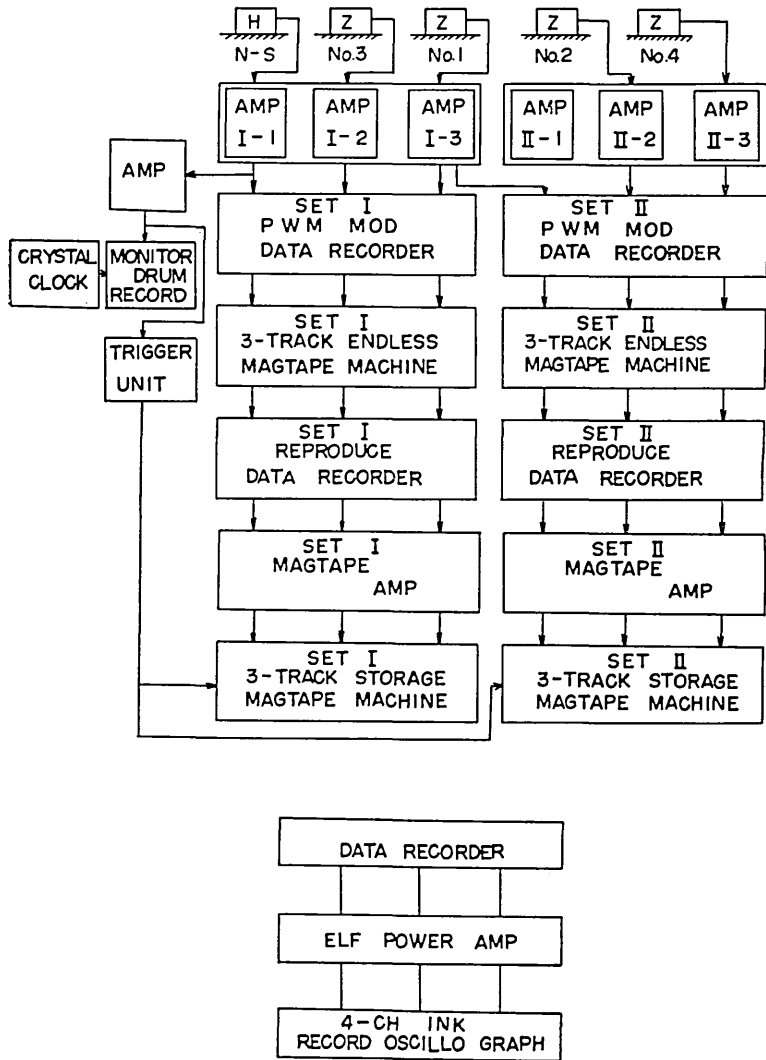 H
Z
Z
Z
Z
N-S
No.3
No.1
No.2
No.4
AMP
I-1
AMP
I-2
AMP
I-3
AMP
II-1
AMP
II-2
AMP
II-3
AMP
SET I
PWM MOD
DATA RECORDER
SET II
PWM MOD
DATA RECORDER
CRYSTAL
CLOCK
MONITOR
DRUM
RECORD
SET I
3-TRACK ENDLESS
MAGTAPE MACHINE
SET II
3-TRACK ENDLESS
MAGTAPE MACHINE
TRIGGER
UNIT
SET I
REPRODUCE
DATA RECORDER
SET II
REPRODUCE
DATA RECORDER
SET I
MAGTAPE
AMP
SET II
MAGTAPE
AMP
SET I
3-TRACK STORAGE
MAGTAPE MACHINE
SET II
3-TRACK STORAGE
MAGTAPE MACHINE
DATA RECORDER
ELF POWER AMP
4-CH INK
RECORD OSCILLO GRAPH